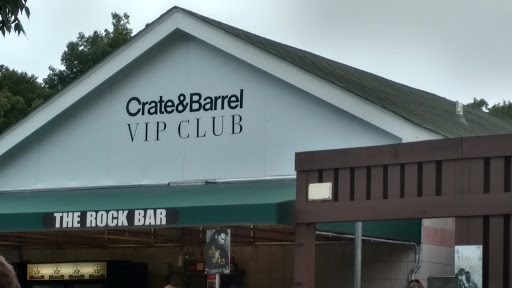 Crate&Barrel
VIP CLUB
THE ROCK BAR